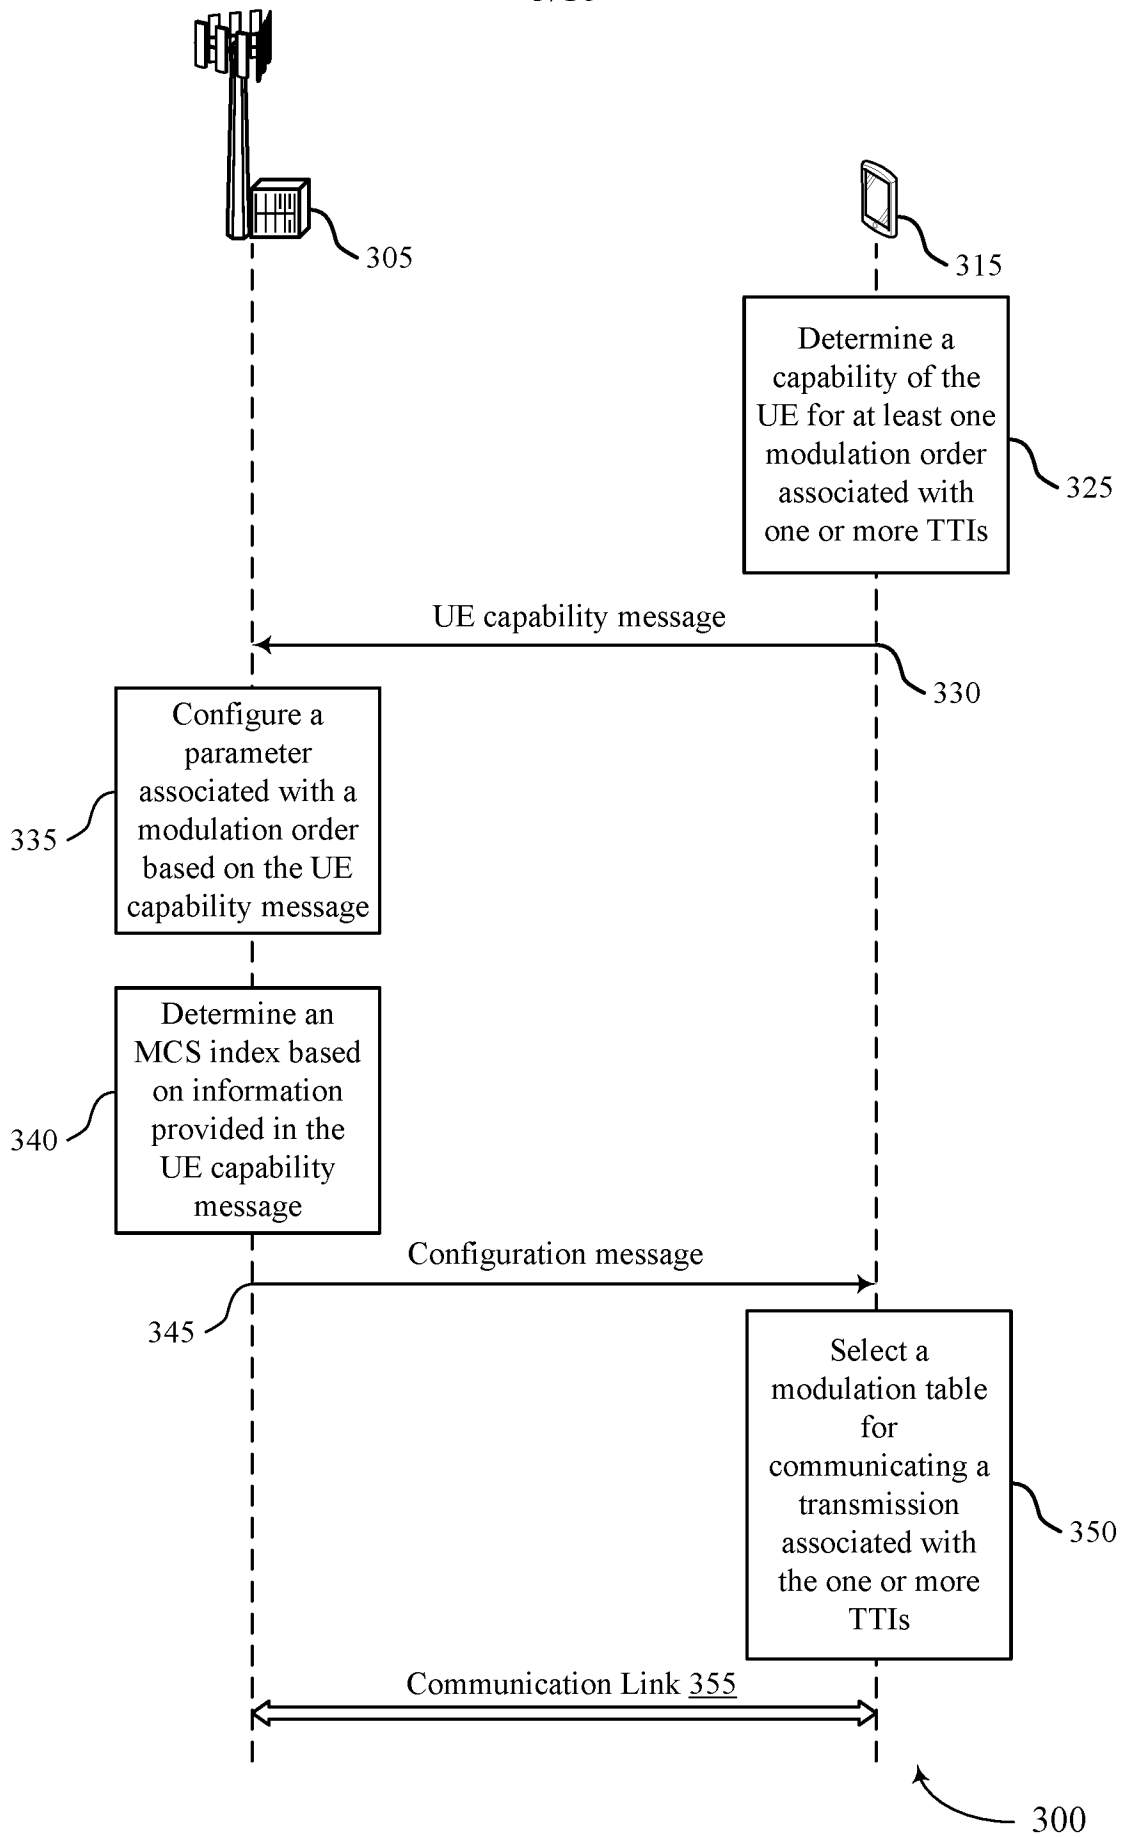 305
315
Determine a
capability of the
UE for at least one
modulation order
associated with
one or more TTIs
325
UE capability message
330
Configure a
parameter
associated with a
modulation order
based on the UE
capability message
335
Determine an
MCS index based
on information
provided in the
UE capability
message
340
Configuration message
345
Select a
modulation table
for
communicating a
transmission
associated with
the one or more
TTIs
350
Communication Link 355
300